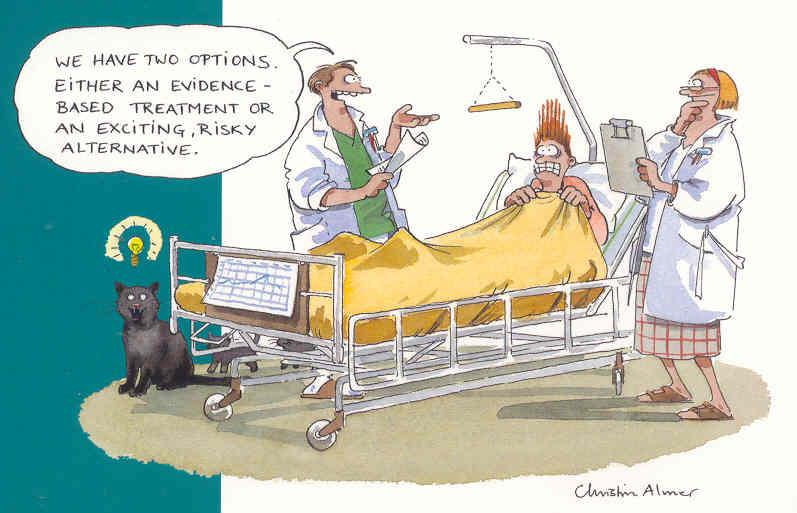 WE HAVE TWO OPTIONS.
EITHER AN EVIDENCE-
BASED TREATMENT OR
AN EXCITING, RISKY
ALTERNATIVE.
Christin Almer